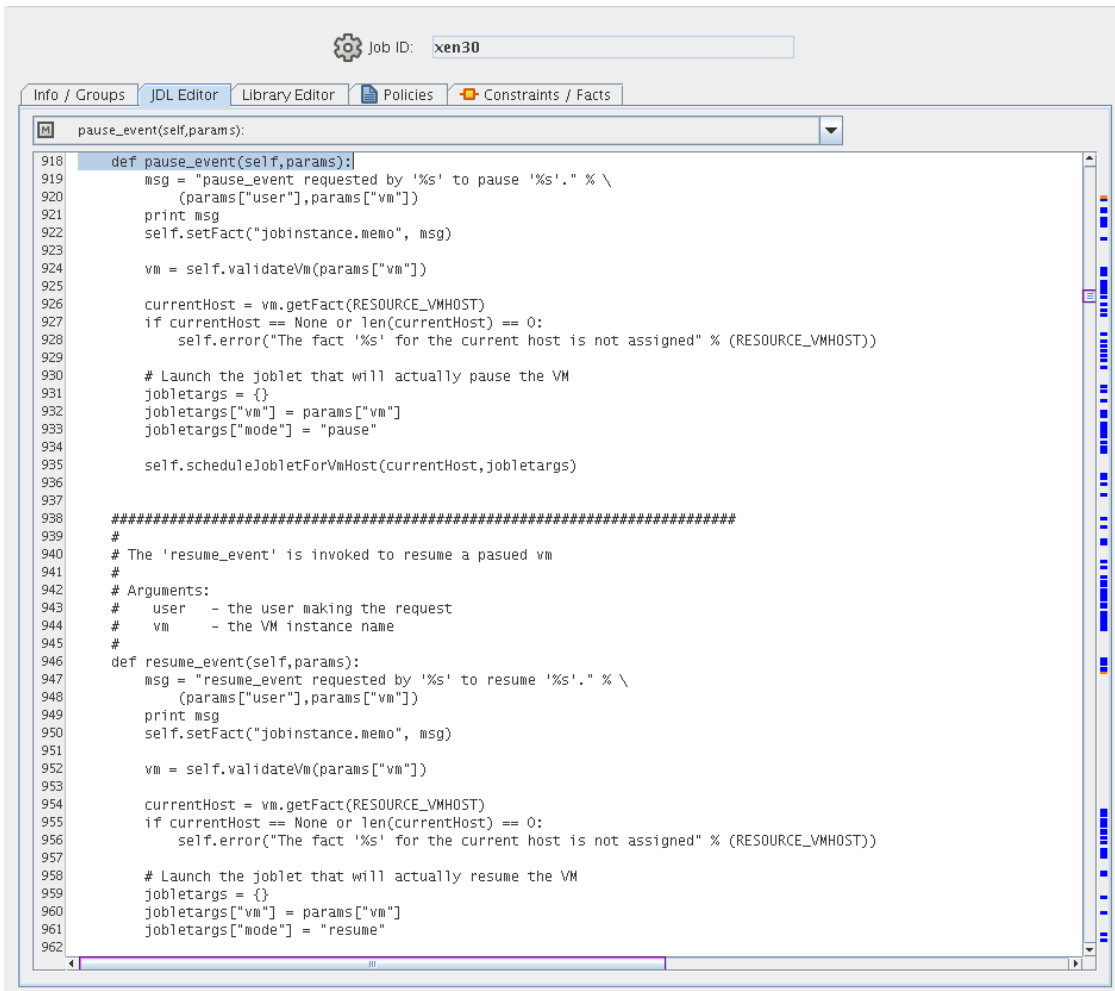 Job ID: xen30
Info / Groups JDL Editor Library Editor Policies Constraints / Facts
M pause_event(self,params):
918 def pause_event(self,params):
919 msg = "pause_event requested by '%s' to pause '%s'." % \
920 (params["user"],params["vm"])
921 print msg
922 self.setFact("jobinstance.memo", msg)
923
924 vm = self.validateVm(params["vm"])
925
926 currentHost = vm.getFact(RESOURCE_VMHOST)
927 if currentHost == None or len(currentHost) == 0:
928 self.error("The fact '%s' for the current host is not assigned" % (RESOURCE_VMHOST))
929
930 # Launch the joblet that will actually pause the VM
931 jobletargs = {}
932 jobletargs["vm"] = params["vm"]
933 jobletargs["mode"] = "pause"
934
935 self.scheduleJobletForVmHost(currentHost,jobletargs)
936
937
938 ###########################################################################
939 #
940 # The 'resume_event' is invoked to resume a pasued vm
941 #
942 # Arguments:
943 # user - the user making the request
944 # vm - the VM instance name
945 #
946 def resume_event(self,params):
947 msg = "resume_event requested by '%s' to resume '%s'." % \
948 (params["user"],params["vm"])
949 print msg
950 self.setFact("jobinstance.memo", msg)
951
952 vm = self.validateVm(params["vm"])
953
954 currentHost = vm.getFact(RESOURCE_VMHOST)
955 if currentHost == None or len(currentHost) == 0:
956 self.error("The fact '%s' for the current host is not assigned" % (RESOURCE_VMHOST))
957
958 # Launch the joblet that will actually resume the VM
959 jobletargs = {}
960 jobletargs["vm"] = params["vm"]
961 jobletargs["mode"] = "resume"
962